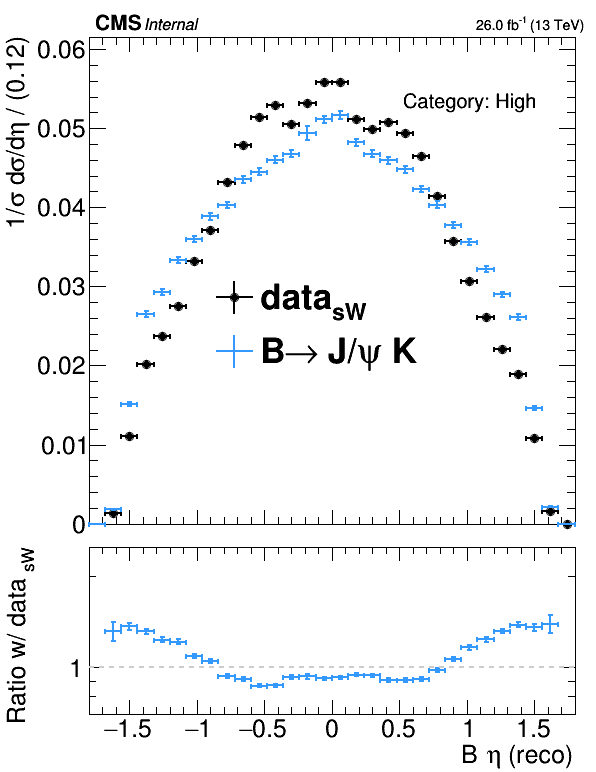 CMS Internal 26.0 fb⁻¹ (13 TeV)
1/σ dσ/dη / (0.12)
0.06
0.05
0.04
0.03
0.02
0.01
0
Category: High
data_sW
B→ J/ψ K
Ratio w/ data _sW
1
−1.5 −1 −0.5 0 0.5 1 1.5
B η (reco)